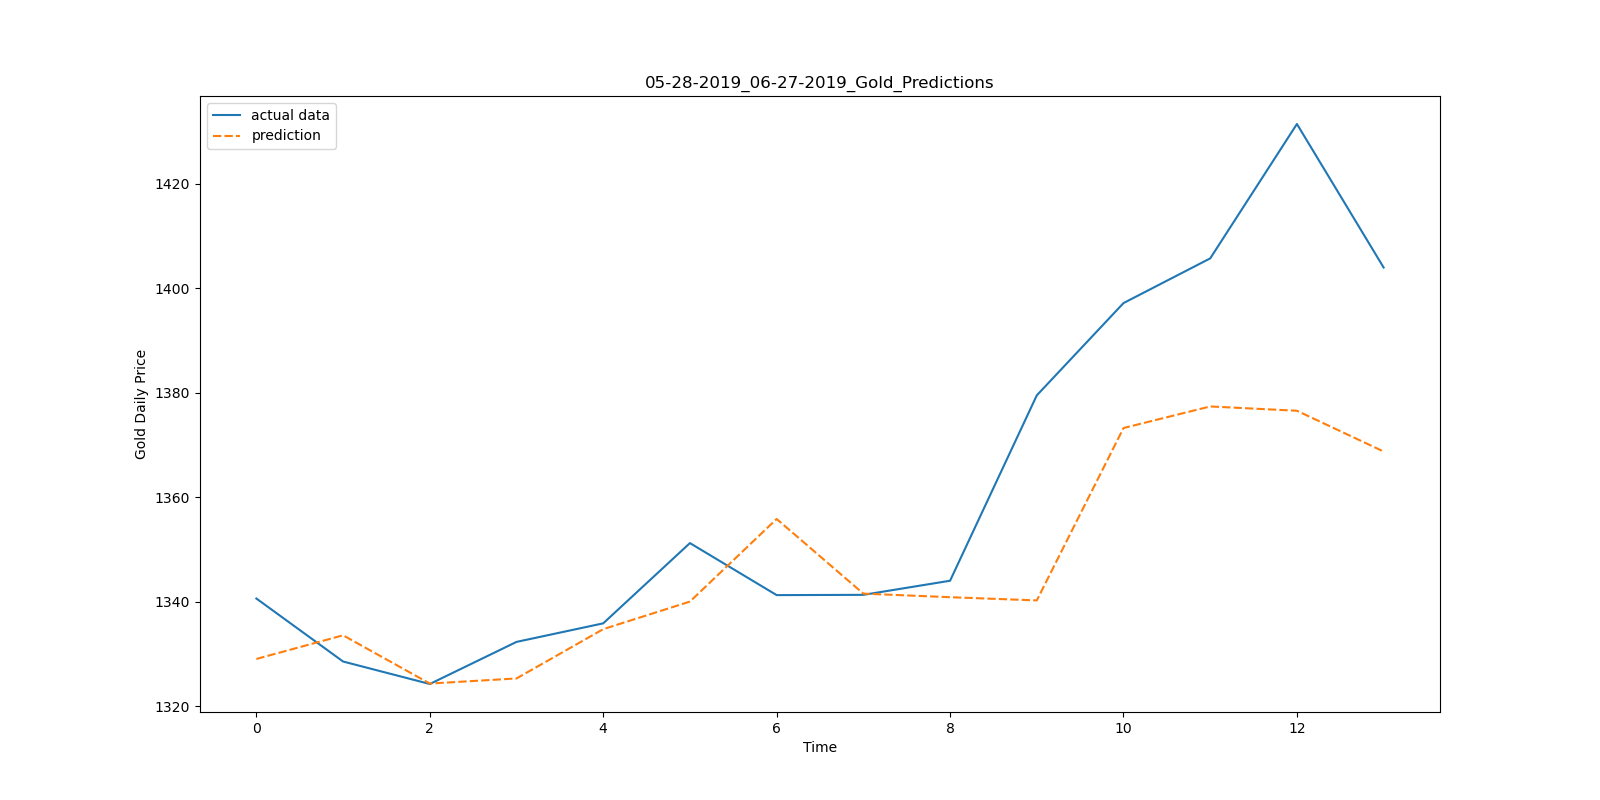 05-28-2019_06-27-2019_Gold_Predictions
actual data
prediction
Gold Daily Price
1420
1400
1380
1360
1340
1320
0 2 4 6 8 10 12
Time